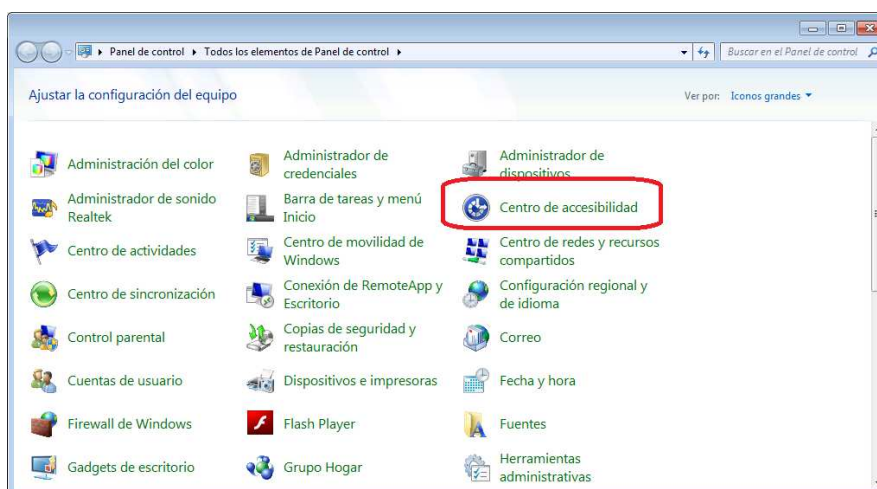 Panel de control ▸ Todos los elementos de Panel de control ▸
Buscar en el Panel de control
Ajustar la configuración del equipo
Ver por: Iconos grandes
Administración del color
Administrador de
credenciales
Administrador de
dispositivos
Administrador de sonido
Realtek
Barra de tareas y menú
Inicio
Centro de accesibilidad
Centro de actividades
Centro de movilidad de
Windows
Centro de redes y recursos
compartidos
Centro de sincronización
Conexión de RemoteApp y
Escritorio
Configuración regional y
de idioma
Control parental
Copias de seguridad y
restauración
Correo
Cuentas de usuario
Dispositivos e impresoras
Fecha y hora
Firewall de Windows
Flash Player
Fuentes
Gadgets de escritorio
Grupo Hogar
Herramientas
administrativas